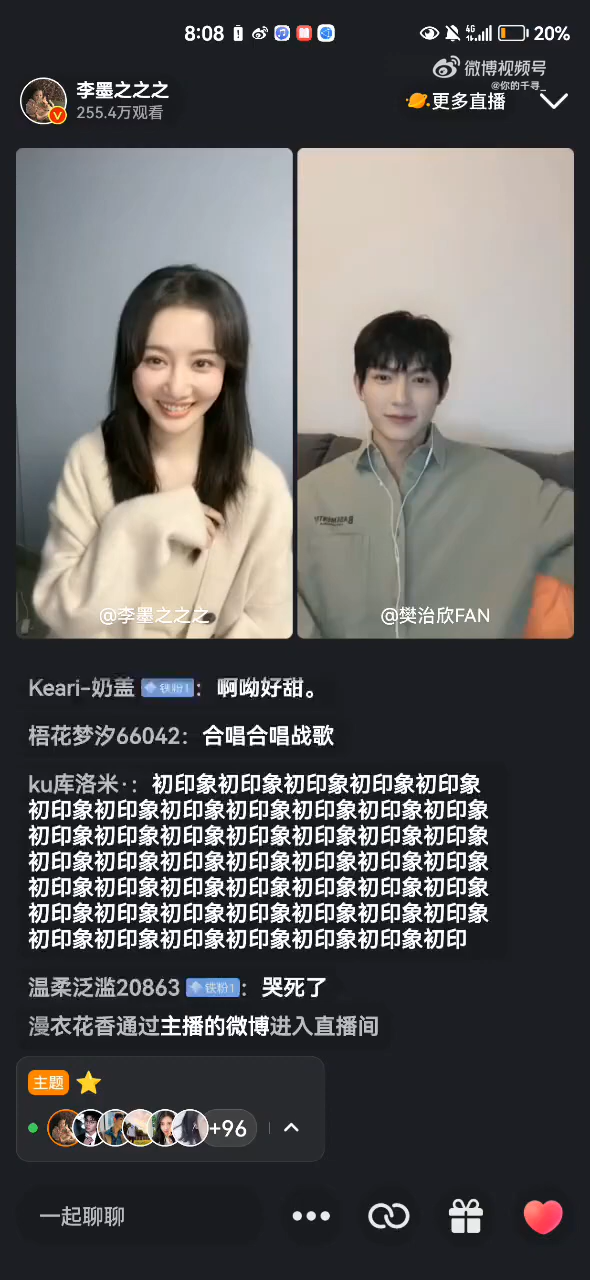 8:08
4G
20%
微博视频号
@你的千寻_
李墨之之之
255.4万观看
更多直播
@李墨之之之
@樊治欣FAN
Keari-奶盖 铁粉1：啊呦好甜。
梧花梦汐66042：合唱合唱战歌
ku库洛米··：初印象初印象初印象初印象初印象
初印象初印象初印象初印象初印象初印象初印象
初印象初印象初印象初印象初印象初印象初印象
初印象初印象初印象初印象初印象初印象初印象
初印象初印象初印象初印象初印象初印象初印象
初印象初印象初印象初印象初印象初印象初印象
初印象初印象初印象初印象初印象初印象初印
温柔泛滥20863 铁粉1：哭死了
漫衣花香通过主播的微博进入直播间
主题
+96
一起聊聊